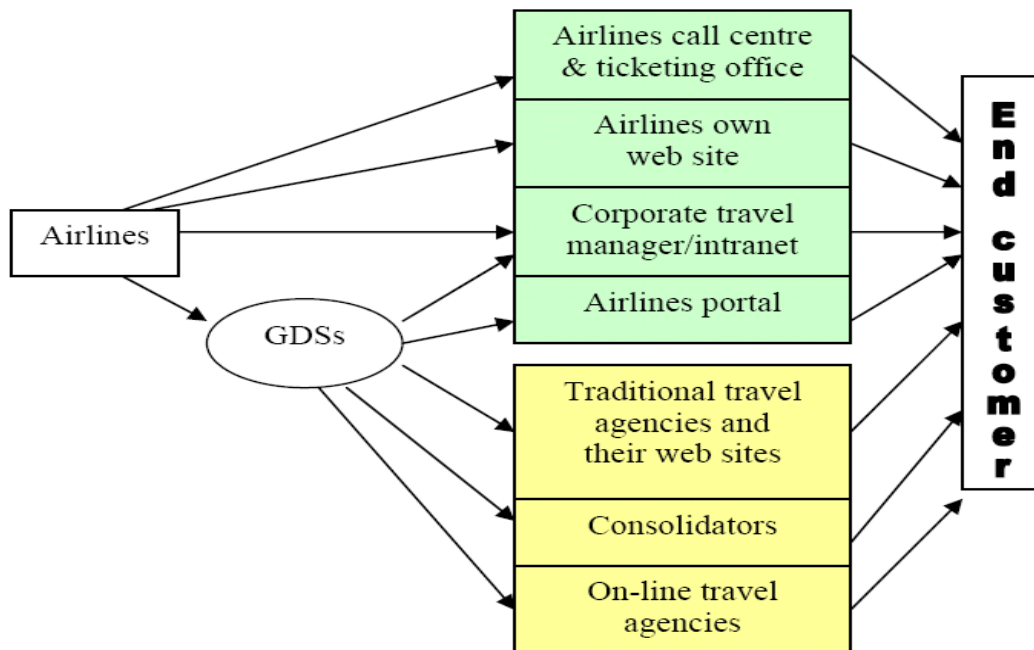 Airlines call centre
& ticketing office
Airlines own
web site
Airlines
Corporate travel
manager/intranet
Airlines portal
GDSs
Traditional travel
agencies and
their web sites
Consolidators
On-line travel
agencies
End customer